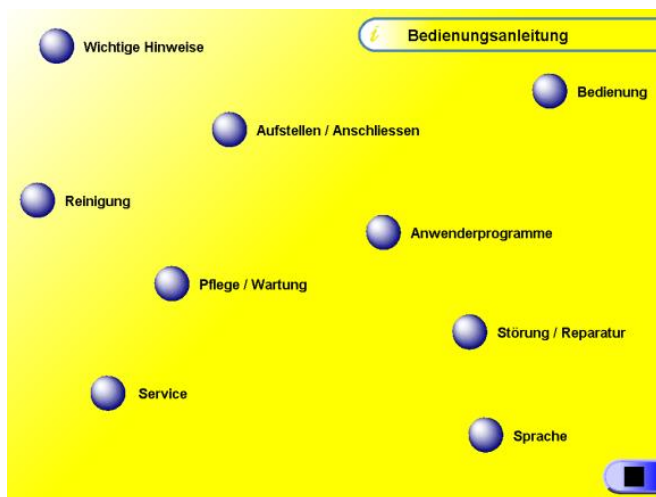 i Bedienungsanleitung
Wichtige Hinweise
Bedienung
Aufstellen / Anschliessen
Reinigung
Anwenderprogramme
Pflege / Wartung
Störung / Reparatur
Service
Sprache